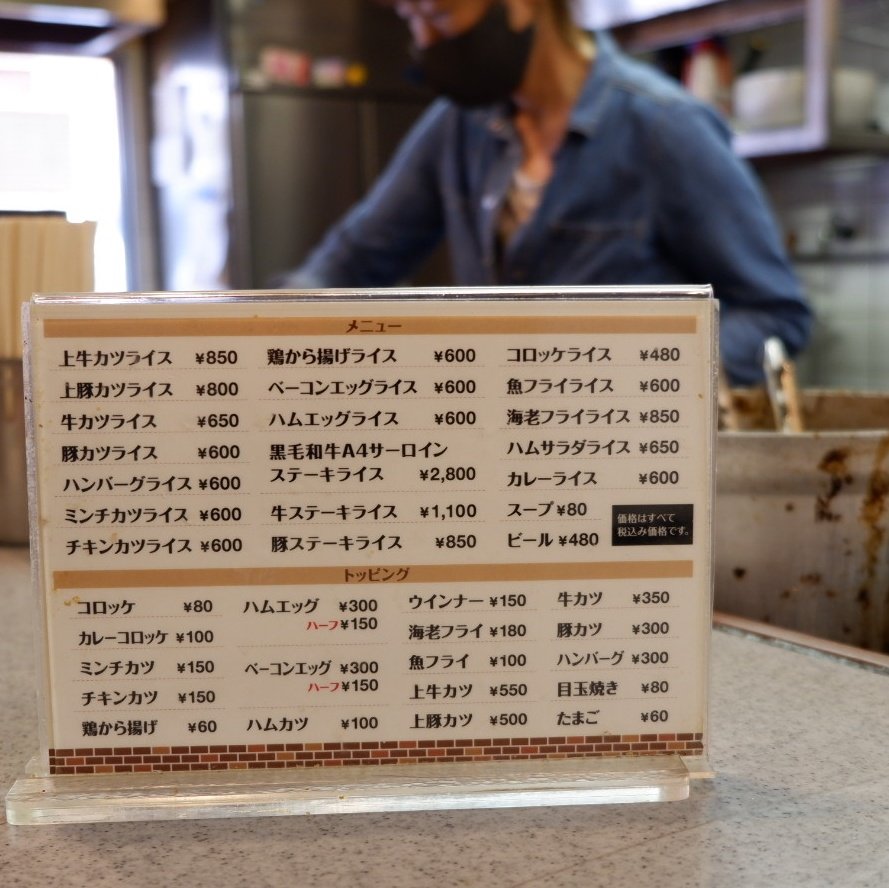 メニュー
上牛カツライス ¥850
上豚カツライス ¥800
牛カツライス ¥650
豚カツライス ¥600
ハンバーグライス ¥600
ミンチカツライス ¥600
チキンカツライス ¥600
鶏から揚げライス ¥600
ベーコンエッグライス ¥600
ハムエッグライス ¥600
黒毛和牛A4サーロイン
ステーキライス ¥2,800
牛ステーキライス ¥1,100
豚ステーキライス ¥850
コロッケライス ¥480
魚フライライス ¥600
海老フライライス ¥850
ハムサラダライス ¥650
カレーライス ¥600
スープ ¥80
ビール ¥480
価格はすべて
税込み価格です。
トッピング
コロッケ ¥80
カレーコロッケ ¥100
ミンチカツ ¥150
チキンカツ ¥150
鶏から揚げ ¥60
ハムエッグ ¥300
ハーフ ¥150
ベーコンエッグ ¥300
ハーフ ¥150
ハムカツ ¥100
ウインナー ¥150
海老フライ ¥180
魚フライ ¥100
上牛カツ ¥550
上豚カツ ¥500
牛カツ ¥350
豚カツ ¥300
ハンバーグ ¥300
目玉焼き ¥80
たまご ¥60